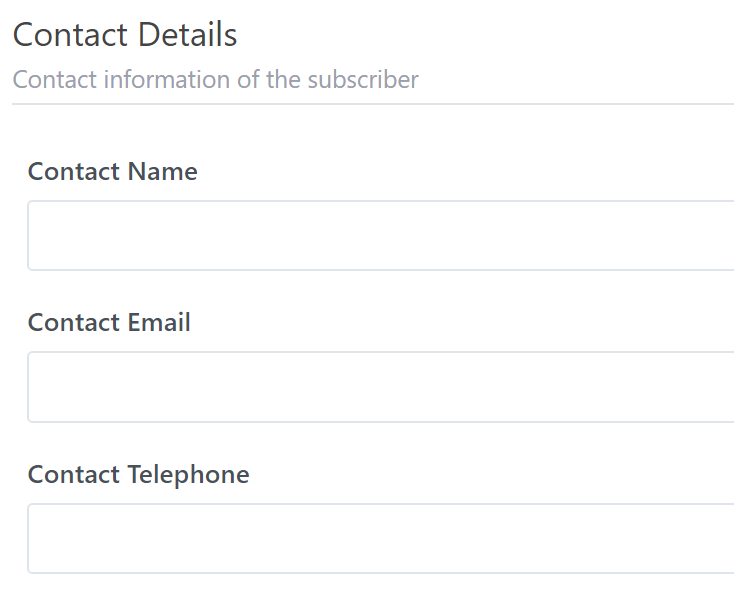 Contact Details
Contact information of the subscriber
Contact Name
Contact Email
Contact Telephone